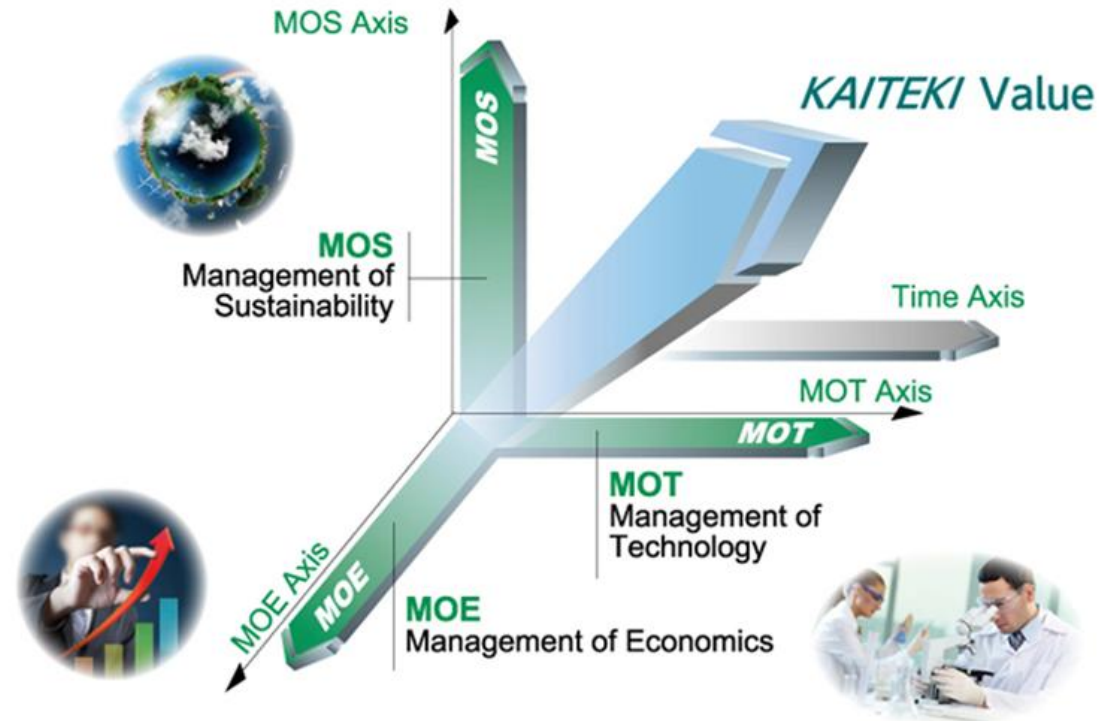 MOS Axis
KAITEKI Value
MOS
MOS
Management of
Sustainability
Time Axis
MOT Axis
MOT
MOT
Management of
Technology
MOE Axis
MOE
MOE
Management of Economics